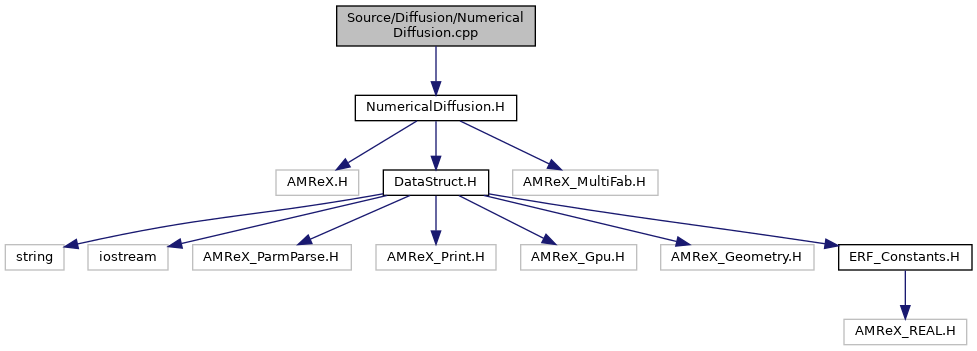 Source/Diffusion/Numerical
Diffusion.cpp
NumericalDiffusion.H
AMReX.H
DataStruct.H
AMReX_MultiFab.H
string
iostream
AMReX_ParmParse.H
AMReX_Print.H
AMReX_Gpu.H
AMReX_Geometry.H
ERF_Constants.H
AMReX_REAL.H